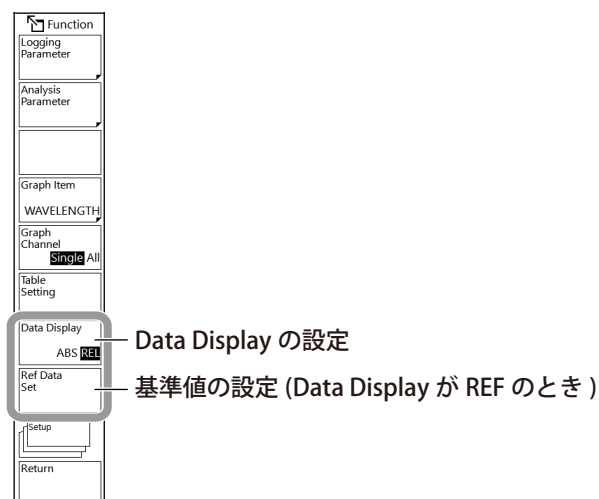 Function
Logging
Parameter
Analysis
Parameter
Graph Item
WAVELENGTH
Graph
Channel
Single All
Table
Setting
Data Display
ABS REL
Data Display の設定
Ref Data
Set
基準値の設定 (Data Display が REF のとき )
Setup
Return